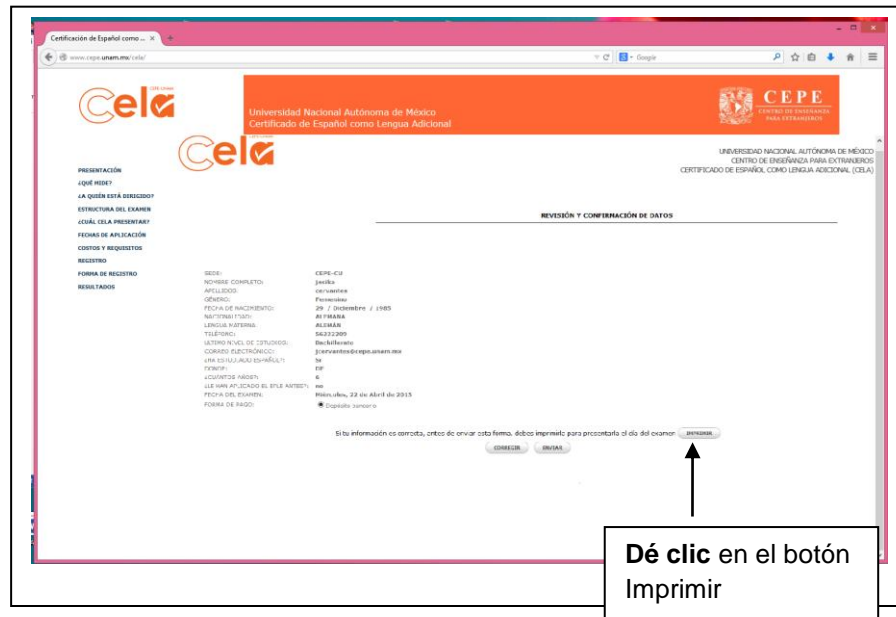 Certificación de Español como ...
www.cepe.unam.mx/cela/
Google
Cela
Universidad Nacional Autónoma de México
Certificado de Español como Lengua Adicional
CEPE
CENTRO DE ENSEÑANZA
PARA EXTRANJEROS
Cela
UNIVERSIDAD NACIONAL AUTÓNOMA DE MÉXICO
CENTRO DE ENSEÑANZA PARA EXTRANJEROS
CERTIFICADO DE ESPAÑOL COMO LENGUA ADICIONAL (CELA)
PRESENTACIÓN
¿QUÉ MIDE?
¿A QUIÉN ESTÁ DIRIGIDO?
ESTRUCTURA DEL EXAMEN
¿CUÁL CELA PRESENTAR?
FECHAS DE APLICACIÓN
COSTOS Y REQUISITOS
REGISTRO
FORMA DE REGISTRO
RESULTADOS
REVISIÓN Y CONFIRMACIÓN DE DATOS
SEDE: CEPE-CU
NOMBRE COMPLETO: jesika
APELLIDOS: cervantes
GÉNERO: Femenino
FECHA DE NACIMIENTO: 29 / Diciembre / 1985
NACIONALIDAD: ALEMANA
LENGUA MATERNA: ALEMÁN
TELÉFONO: 56222209
ULTIMO NIVEL DE ESTUDIOS: Bachillerato
CORREO ELECTRÓNICO: jcervantes@cepe.unam.mx
¿HA ESTUDIADO ESPAÑOL?: Si
DONDE: DF
¿CUÁNTOS AÑOS?: 6
¿LE HAN APLICADO EL EPLE ANTES?: no
FECHA DEL EXAMEN: Miércoles, 22 de Abril de 2015
FORMA DE PAGO: Depósito bancario
Si tu información es correcta, antes de enviar esta forma, debes imprimirla para presentarla el día del examen IMPRIMIR
CORREGIR ENVIAR
Dé clic en el botón
Imprimir